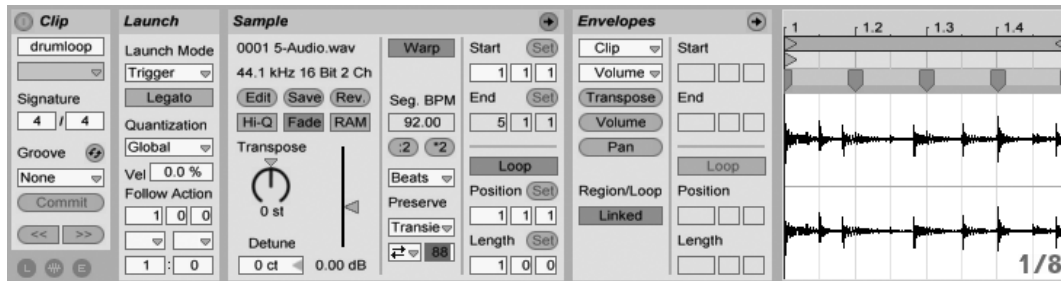 Clip
drumloop
Signature
4 / 4
Groove
None
Commit
<< >>
L E
Launch
Launch Mode
Trigger
Legato
Quantization
Global
Vel 0.0 %
Follow Action
1 0 0
1 : 0
Sample
0001 5-Audio.wav
44.1 kHz 16 Bit 2 Ch
Edit Save Rev.
Hi-Q Fade RAM
Transpose
0 st
Detune
0 ct 0.00 dB
Warp
Seg. BPM
92.00
:2 *2
Beats
Preserve
Transie
88
Start Set
1 1 1
End Set
5 1 1
Loop
Position Set
1 1 1
Length Set
1 0 0
Envelopes
Clip
Volume
Transpose
Volume
Pan
Region/Loop
Linked
Start
End
Loop
Position
Length
1 1.2 1.3 1.4
1/8